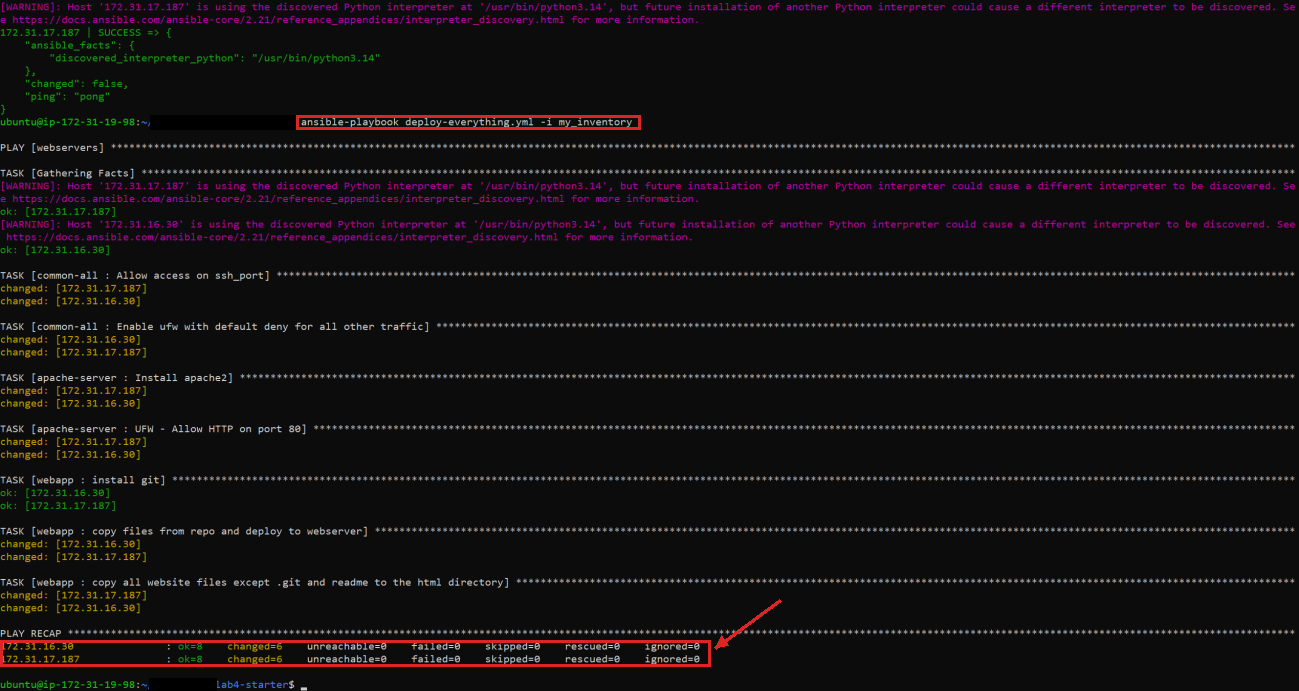 [WARNING]: Host '172.31.17.187' is using the discovered Python interpreter at '/usr/bin/python3.14', but future installation of another Python interpreter could cause a different interpreter to be discovered. Se
e https://docs.ansible.com/ansible-core/2.21/reference_appendices/interpreter_discovery.html for more information.
172.31.17.187 | SUCCESS => {
    "ansible_facts": {
        "discovered_interpreter_python": "/usr/bin/python3.14"
    },
    "changed": false,
    "ping": "pong"
}
ubuntu@ip-172-31-19-98:~/ ansible-playbook deploy-everything.yml -i my_inventory
PLAY [webservers] ****************************************************************************************************
TASK [Gathering Facts] ****************************************************************************************************
[WARNING]: Host '172.31.17.187' is using the discovered Python interpreter at '/usr/bin/python3.14', but future installation of another Python interpreter could cause a different interpreter to be discovered. Se
e https://docs.ansible.com/ansible-core/2.21/reference_appendices/interpreter_discovery.html for more information.
ok: [172.31.17.187]
[WARNING]: Host '172.31.16.30' is using the discovered Python interpreter at '/usr/bin/python3.14', but future installation of another Python interpreter could cause a different interpreter to be discovered. See
 https://docs.ansible.com/ansible-core/2.21/reference_appendices/interpreter_discovery.html for more information.
ok: [172.31.16.30]
TASK [common-all : Allow access on ssh_port] ****************************************************************************************************
changed: [172.31.17.187]
changed: [172.31.16.30]
TASK [common-all : Enable ufw with default deny for all other traffic] ****************************************************************************************************
changed: [172.31.16.30]
changed: [172.31.17.187]
TASK [apache-server : Install apache2] ****************************************************************************************************
changed: [172.31.17.187]
changed: [172.31.16.30]
TASK [apache-server : UFW - Allow HTTP on port 80] ****************************************************************************************************
changed: [172.31.17.187]
changed: [172.31.16.30]
TASK [webapp : install git] ****************************************************************************************************
ok: [172.31.16.30]
ok: [172.31.17.187]
TASK [webapp : copy files from repo and deploy to webserver] ****************************************************************************************************
changed: [172.31.16.30]
changed: [172.31.17.187]
TASK [webapp : copy all website files except .git and readme to the html directory] ****************************************************************************************************
changed: [172.31.17.187]
changed: [172.31.16.30]
PLAY RECAP ****************************************************************************************************
172.31.16.30               : ok=8    changed=6    unreachable=0    failed=0    skipped=0    rescued=0    ignored=0
172.31.17.187              : ok=8    changed=6    unreachable=0    failed=0    skipped=0    rescued=0    ignored=0
ubuntu@ip-172-31-19-98:~/ lab4-starter$